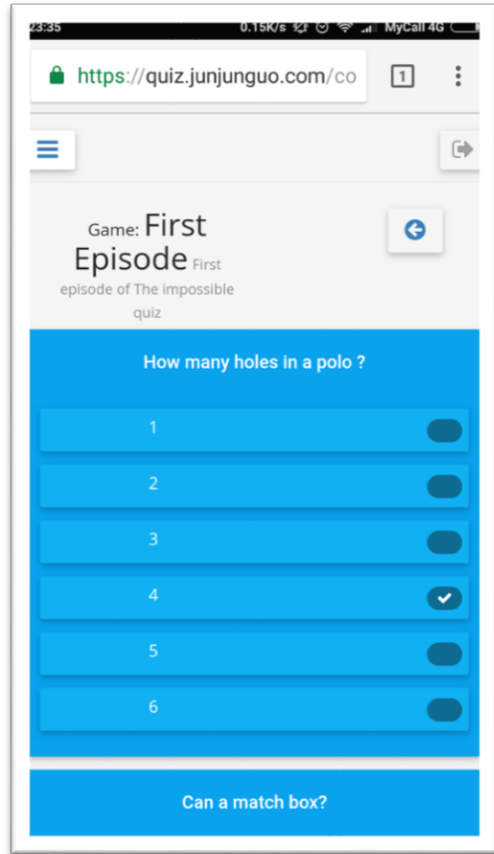 23:35 0.15K/s MyCall 4G
https://quiz.junjunguo.com/co 1
Game: First
Episode First
episode of The impossible
quiz
How many holes in a polo ?
1
2
3
4
5
6
Can a match box?